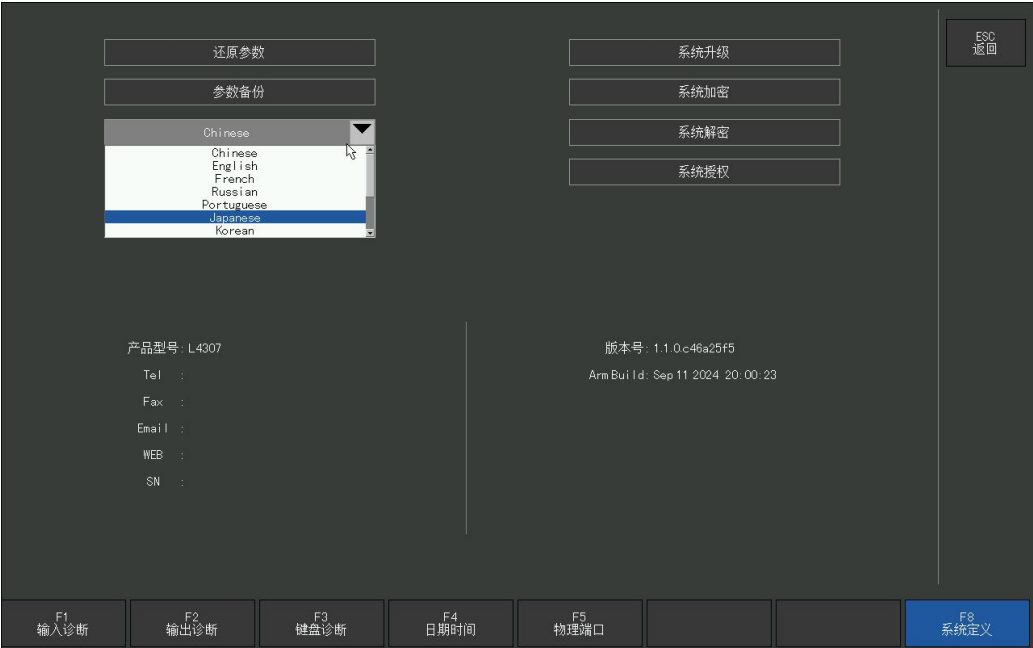 还原参数
参数备份
Chinese
Chinese
English
French
Russian
Portuguese
Japanese
Korean
系统升级
系统加密
系统解密
系统授权
ESC
返回
产品型号: L4307
Tel :
Fax :
Email :
WEB :
SN :
版本号: 1.1.0.c46a25f5
Arm Build: Sep 11 2024 20:00:23
F1
输入诊断
F2
输出诊断
F3
键盘诊断
F4
日期时间
F5
物理端口
F8
系统定义